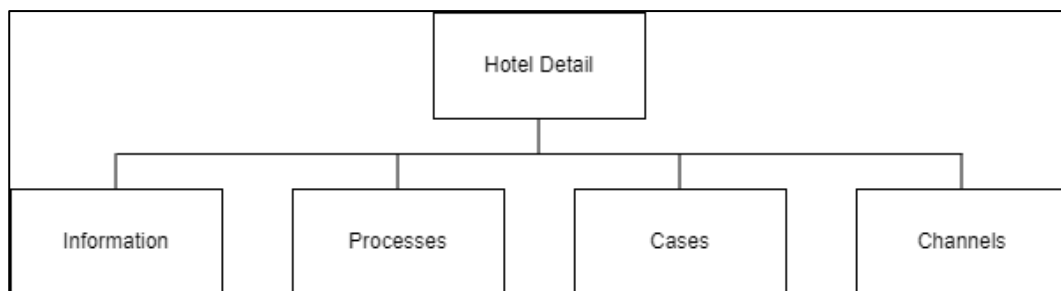 Hotel Detail
Information
Processes
Cases
Channels